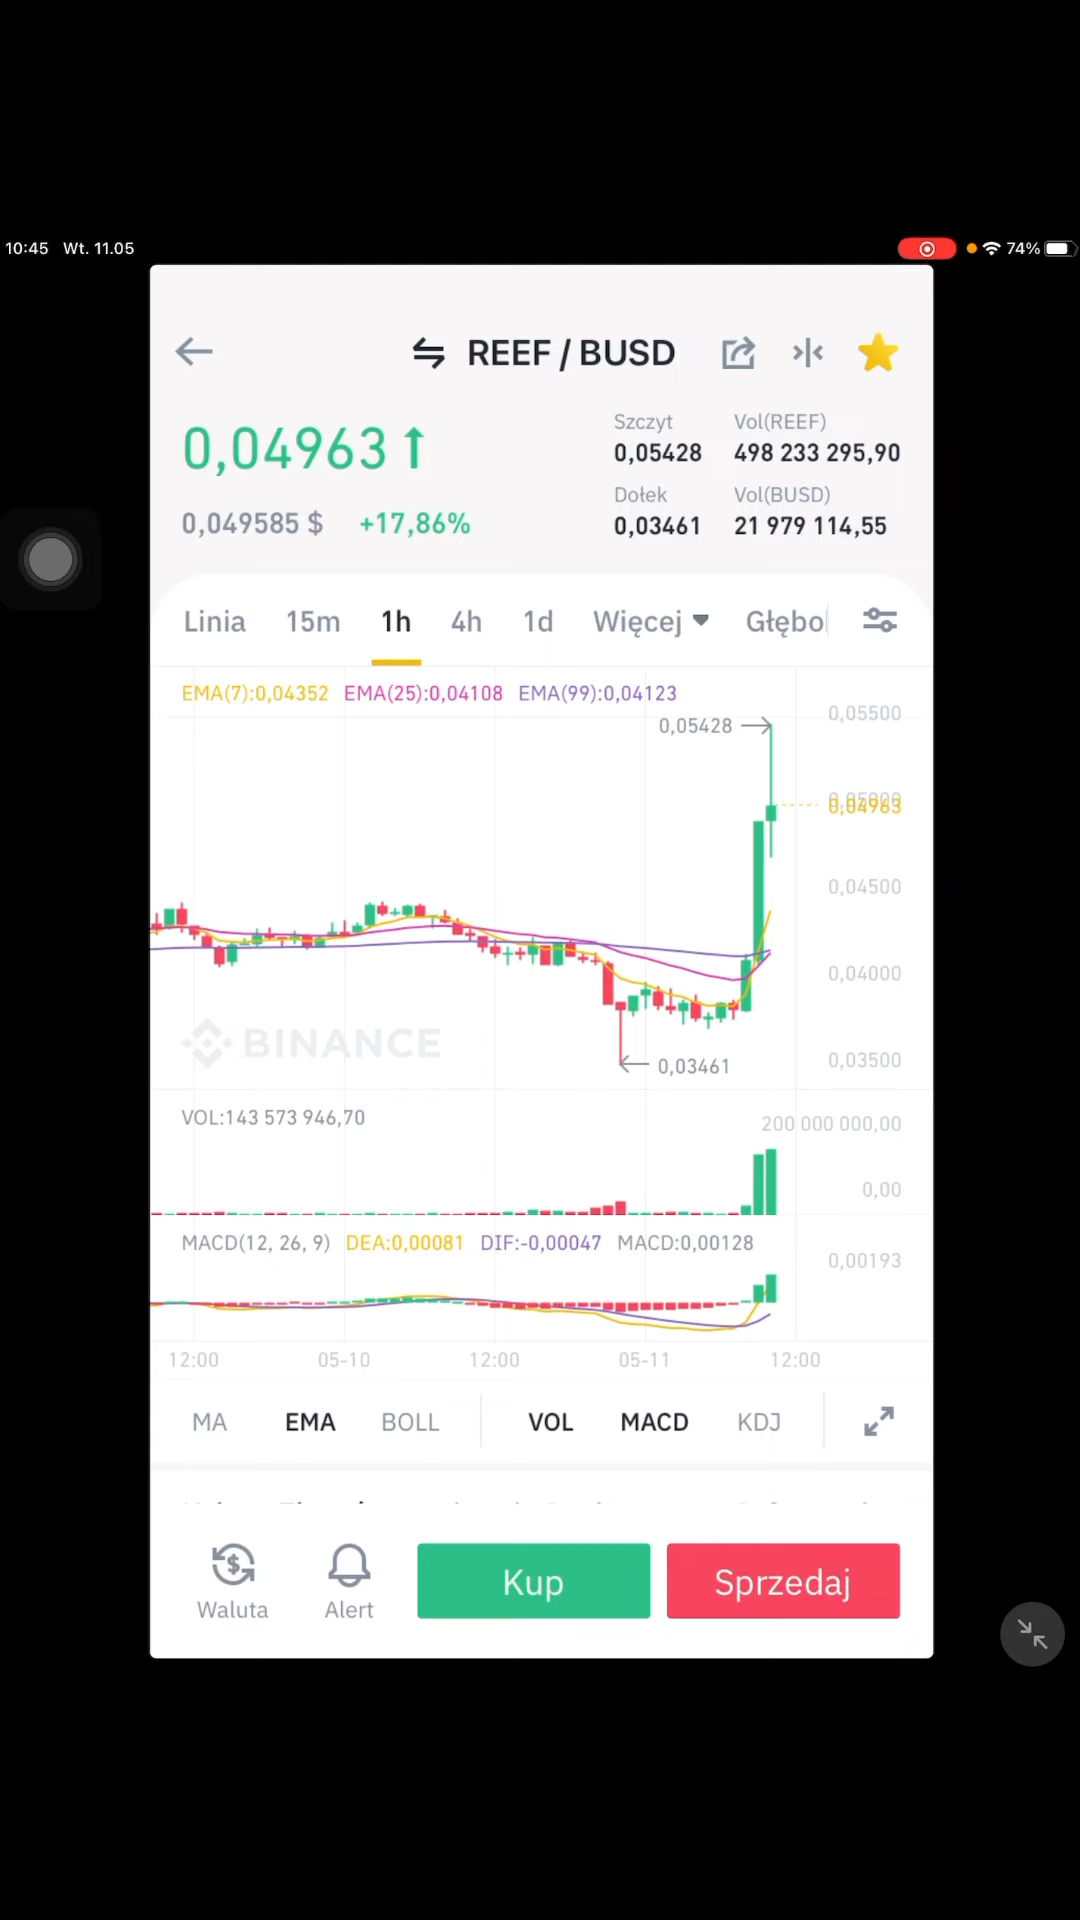 10:45 Wt. 11.05 74%
REEF / BUSD
0,04963
0,049585 $ +17,86%
Szczyt Vol(REEF)
0,05428 498 233 295,90
Dołek Vol(BUSD)
0,03461 21 979 114,55
Linia 15m 1h 4h 1d Więcej Głębo
EMA(7):0,04352 EMA(25):0,04108 EMA(99):0,04123
0,05428
0,05500
0,05000
0,04963
0,04500
0,04000
0,03500
0,03461
BINANCE
VOL:143 573 946,70
200 000 000,00
0,00
MACD(12, 26, 9) DEA:0,00081 DIF:-0,00047 MACD:0,00128
0,00193
12:00 05-10 12:00 05-11 12:00
MA EMA BOLL VOL MACD KDJ
Waluta Alert Kup Sprzedaj